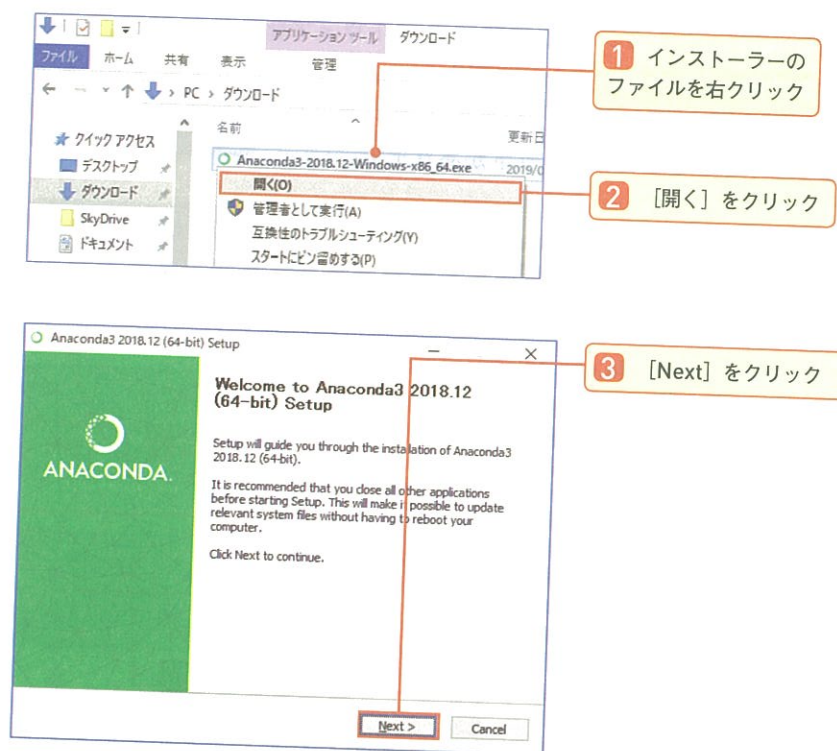 アプリケーション ツール ダウンロード
ファイル ホーム 共有 表示 管理
PC › ダウンロード
名前
更新日
クイック アクセス
デスクトップ
ダウンロード
SkyDrive
ドキュメント
Anaconda3-2018.12-Windows-x86_64.exe 2019/0
開く(O)
管理者として実行(A)
互換性のトラブルシューティング(Y)
スタートにピン留めする(P)
1 インストーラーの
ファイルを右クリック
2 [開く] をクリック
Anaconda3 2018.12 (64-bit) Setup
ANACONDA.
Welcome to Anaconda3 2018.12
(64-bit) Setup
Setup will guide you through the installation of Anaconda3
2018.12 (64-bit).
It is recommended that you close all other applications
before starting Setup. This will make it possible to update
relevant system files without having to reboot your
computer.
Click Next to continue.
Next > Cancel
3 [Next] をクリック